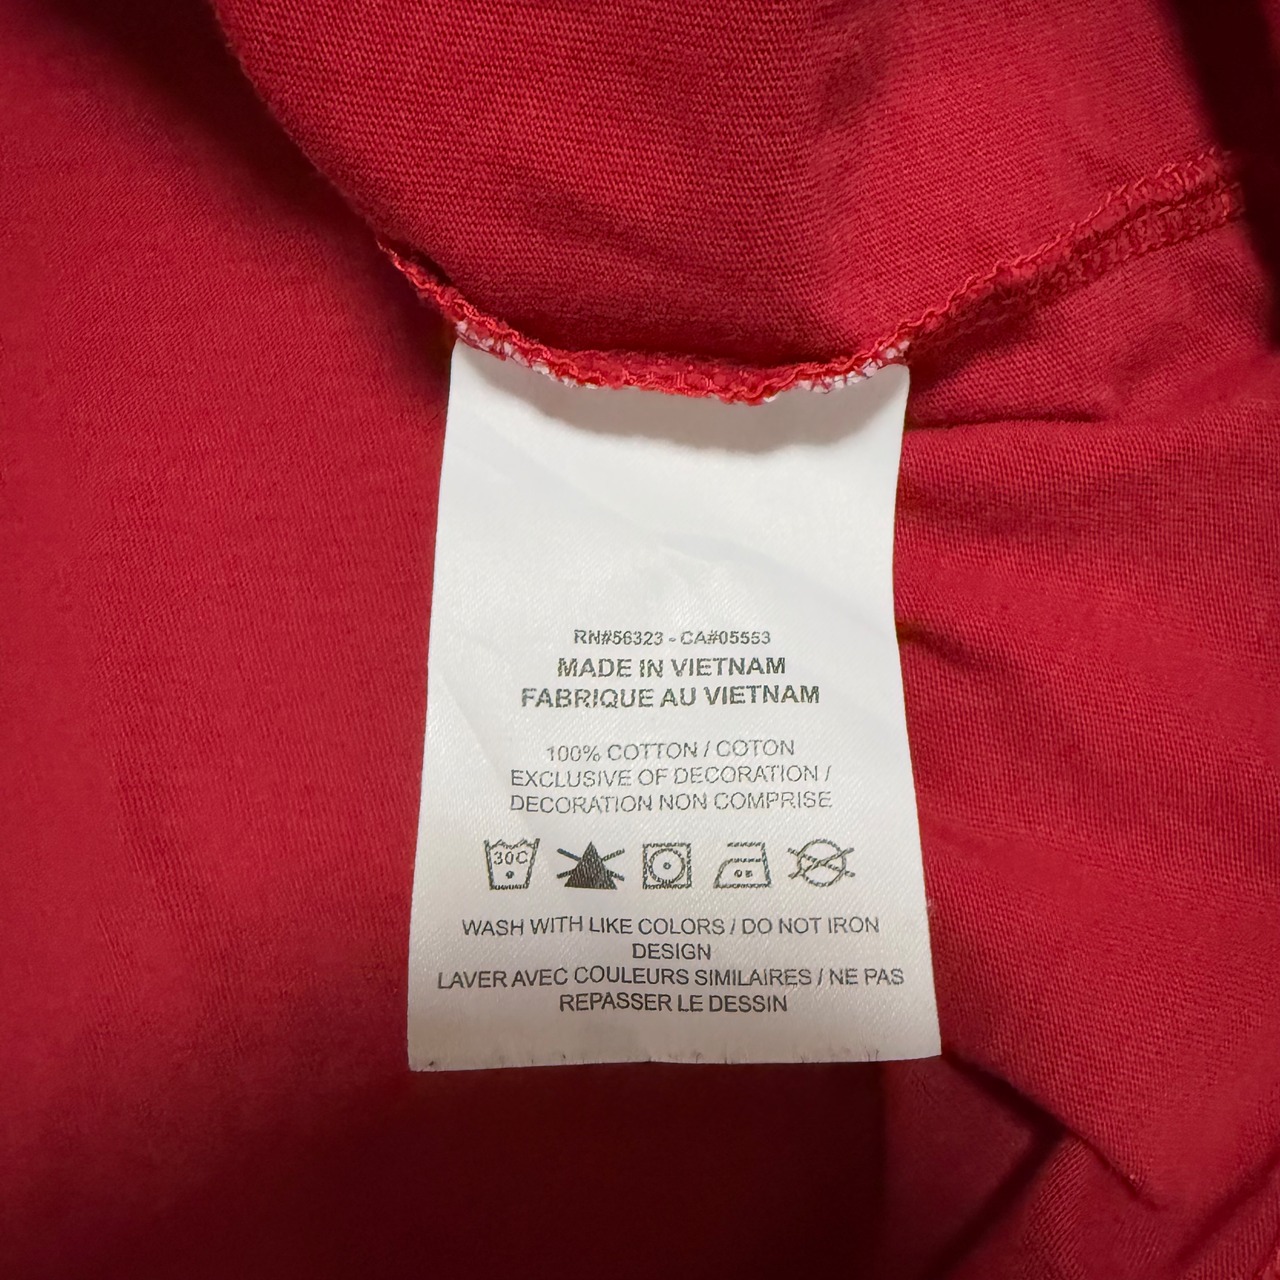 RN#56323 - CA#05553
MADE IN VIETNAM
FABRIQUE AU VIETNAM
100% COTTON / COTON
EXCLUSIVE OF DECORATION /
DECORATION NON COMPRISE
30C
WASH WITH LIKE COLORS / DO NOT IRON
DESIGN
LAVER AVEC COULEURS SIMILAIRES / NE PAS
REPASSER LE DESSIN